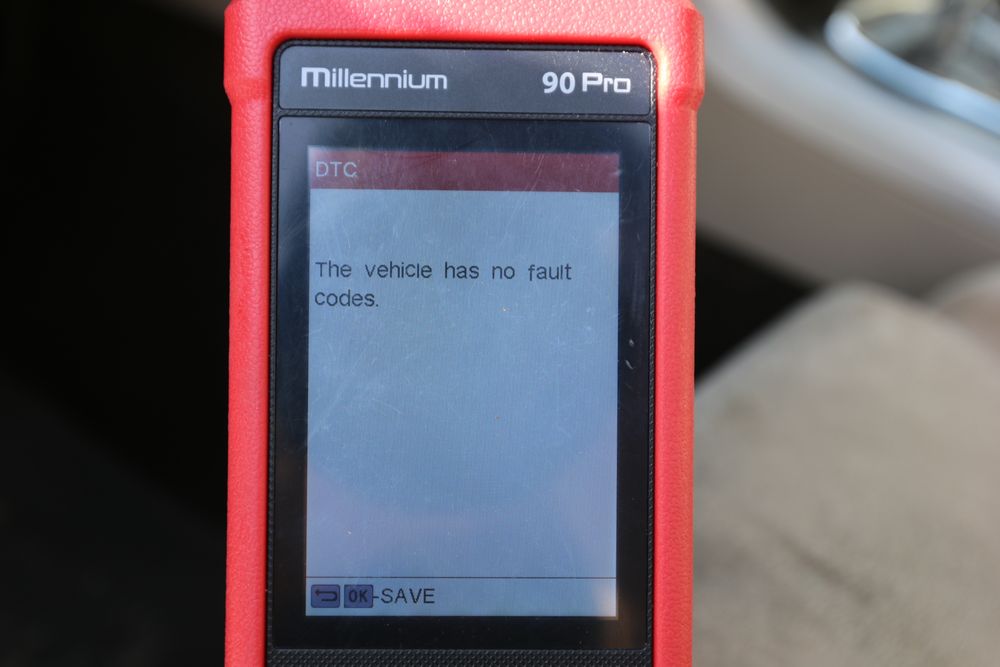 Millennium 90 Pro
DTC
The vehicle has no fault
codes.
OK-SAVE